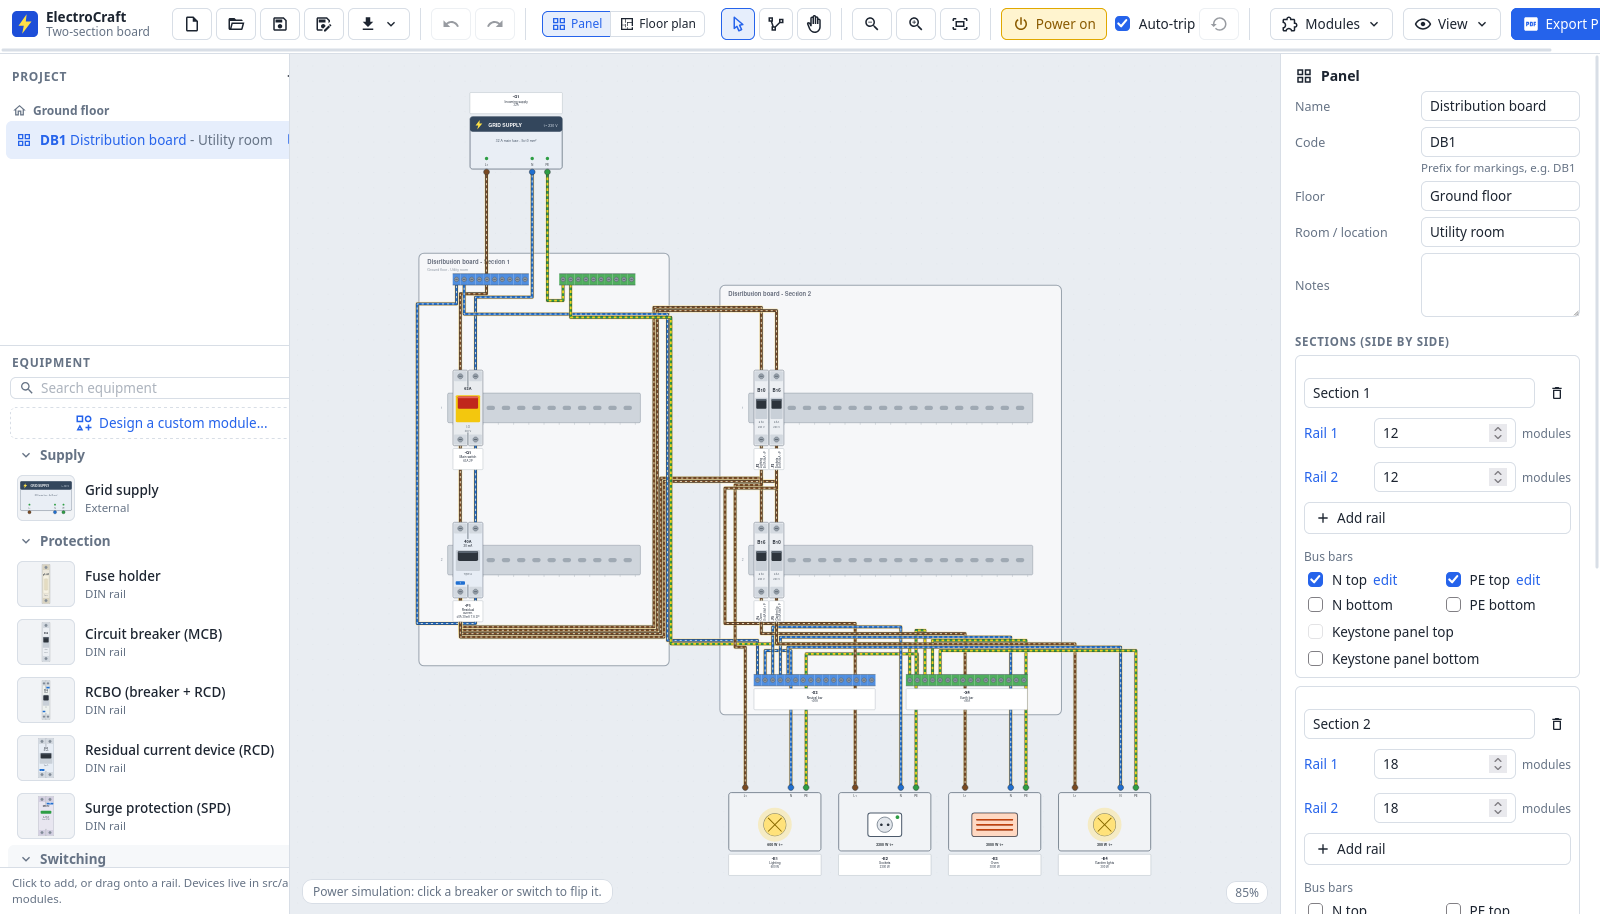 ElectroCraft
Two-section board
Panel
Floor plan
Power on
Auto-trip
Modules
View
Export P
PROJECT
Ground floor
DB1 Distribution board - Utility room
EQUIPMENT
Search equipment
Design a custom module...
Supply
Grid supply
External
Protection
Fuse holder
DIN rail
Circuit breaker (MCB)
DIN rail
RCBO (breaker + RCD)
DIN rail
Residual current device (RCD)
DIN rail
Surge protection (SPD)
DIN rail
Switching
Click to add, or drag onto a rail. Devices live in src/a
modules.
GRID SUPPLY
Distribution board - Section 1
Distribution board - Section 2
Power simulation: click a breaker or switch to flip it.
85%
Panel
Name
Distribution board
Code
DB1
Prefix for markings, e.g. DB1
Floor
Ground floor
Room / location
Utility room
Notes
SECTIONS (SIDE BY SIDE)
Section 1
Rail 1
12
modules
Rail 2
12
modules
Add rail
Bus bars
N top edit
PE top edit
N bottom
PE bottom
Keystone panel top
Keystone panel bottom
Section 2
Rail 1
18
modules
Rail 2
18
modules
Add rail
Bus bars
N top
PE top